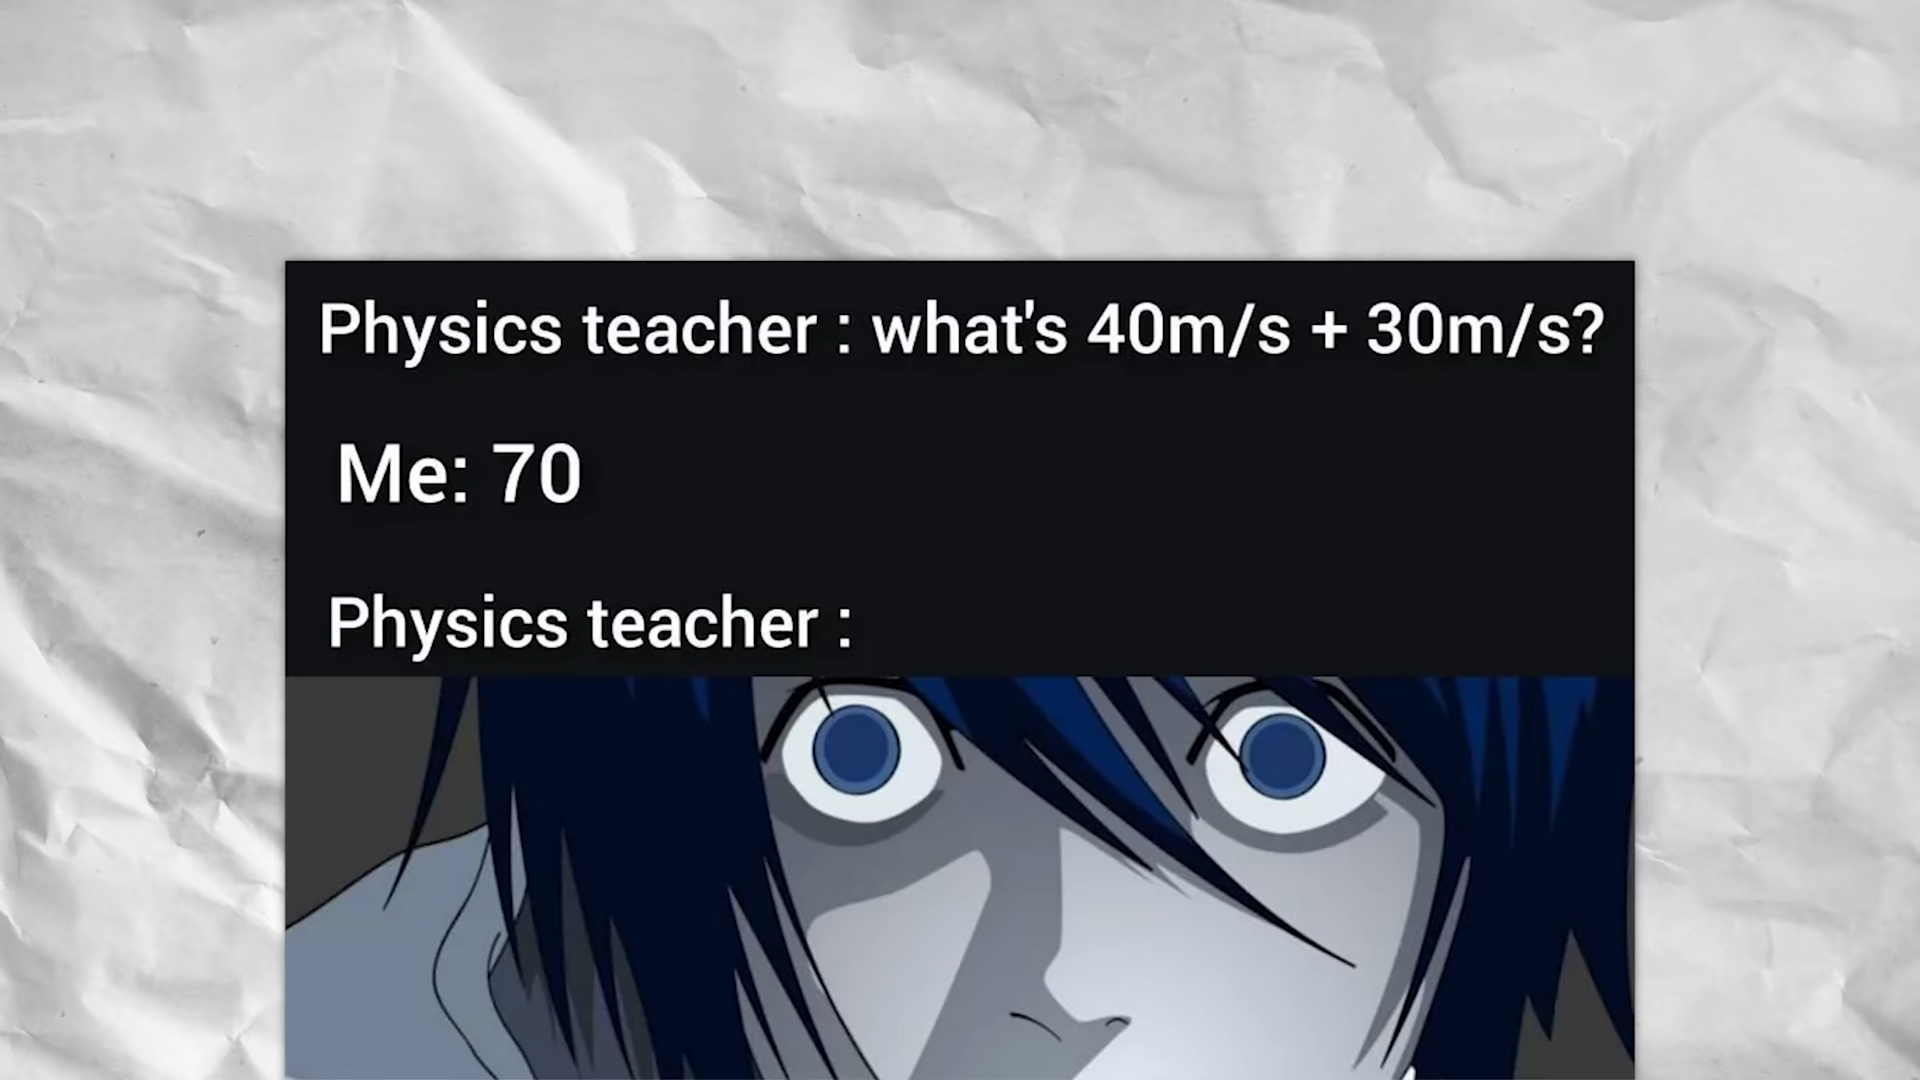 Physics teacher : what's 40m/s + 30m/s?
Me: 70
Physics teacher :